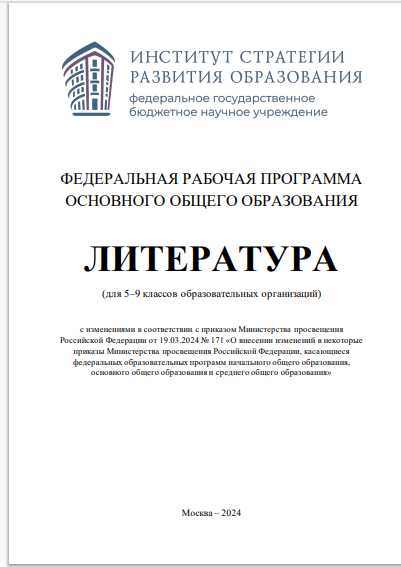 ИНСТИТУТ СТРАТЕГИИ
РАЗВИТИЯ ОБРАЗОВАНИЯ
федеральное государственное
бюджетное научное учреждение
ФЕДЕРАЛЬНАЯ РАБОЧАЯ ПРОГРАММА
ОСНОВНОГО ОБЩЕГО ОБРАЗОВАНИЯ
ЛИТЕРАТУРА
(для 5–9 классов образовательных организаций)
с изменениями в соответствии с приказом Министерства просвещения
Российской Федерации от 19.03.2024 № 171 «О внесении изменений в некоторые
приказы Министерства просвещения Российской Федерации, касающиеся
федеральных образовательных программ начального общего образования,
основного общего образования и среднего общего образования»
Москва – 2024